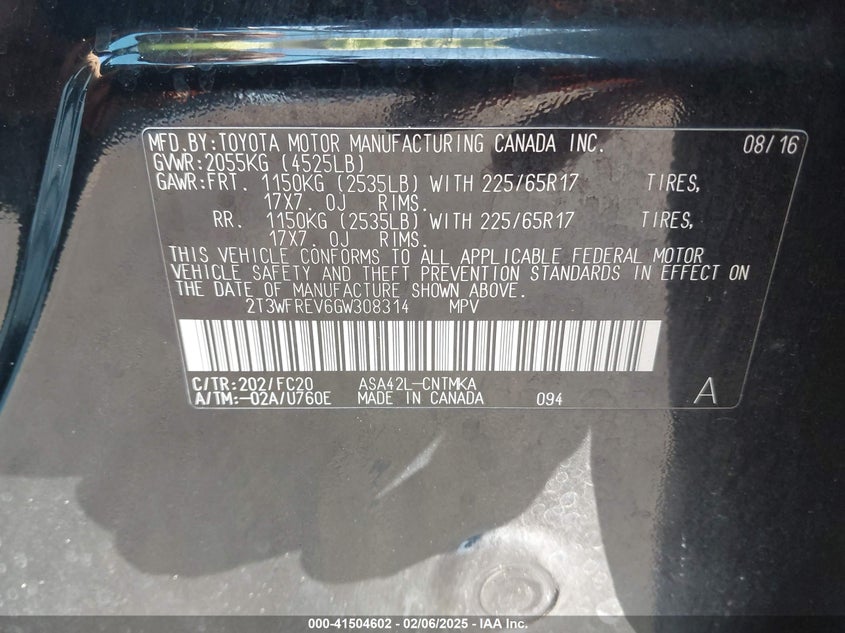 MFD. BY: TOYOTA MOTOR MANUFACTURING CANADA INC. 08/16
GVWR: 2055KG (4525LB)
GAWR: FRT. 1150KG (2535LB) WITH 225/65R17 TIRES,
17X7. 0J RIMS.
RR. 1150KG (2535LB) WITH 225/65R17 TIRES,
17X7. 0J RIMS.
THIS VEHICLE CONFORMS TO ALL APPLICABLE FEDERAL MOTOR
VEHICLE SAFETY AND THEFT PREVENTION STANDARDS IN EFFECT ON
THE DATE OF MANUFACTURE SHOWN ABOVE.
2T3WFREV6GW308314 MPV
C/TR: 202/FC20 ASA42L-CNTMKA
A/TM: -02A/U760E MADE IN CANADA 094 A
000-41504602 - 02/06/2025 - IAA Inc.